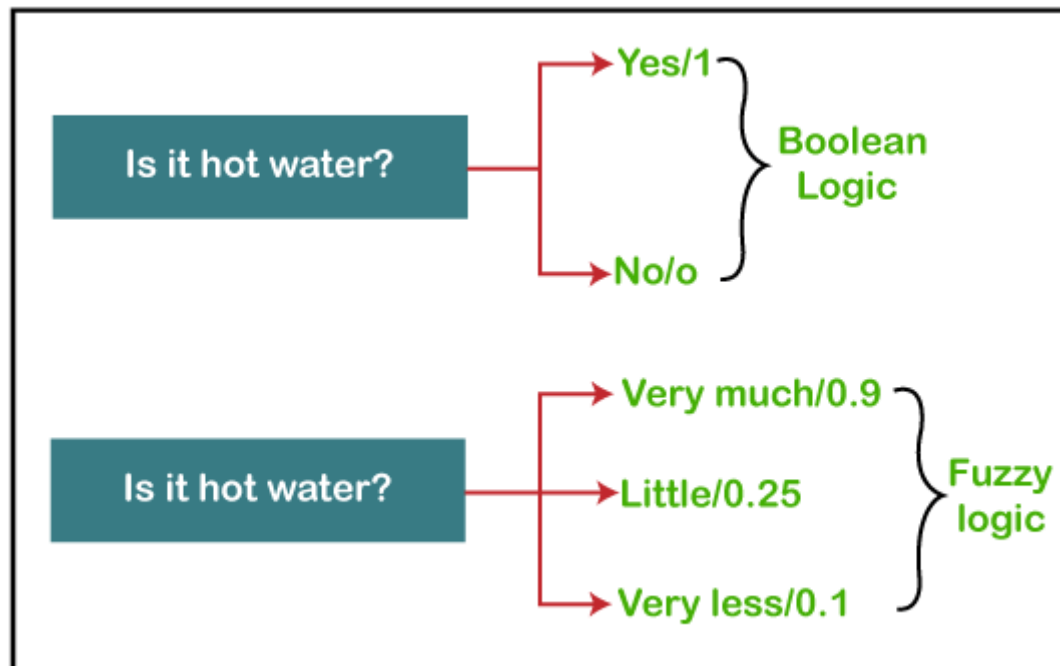 Is it hot water?
Yes/1
No/o
Boolean
Logic
Is it hot water?
Very much/0.9
Little/0.25
Very less/0.1
Fuzzy
logic